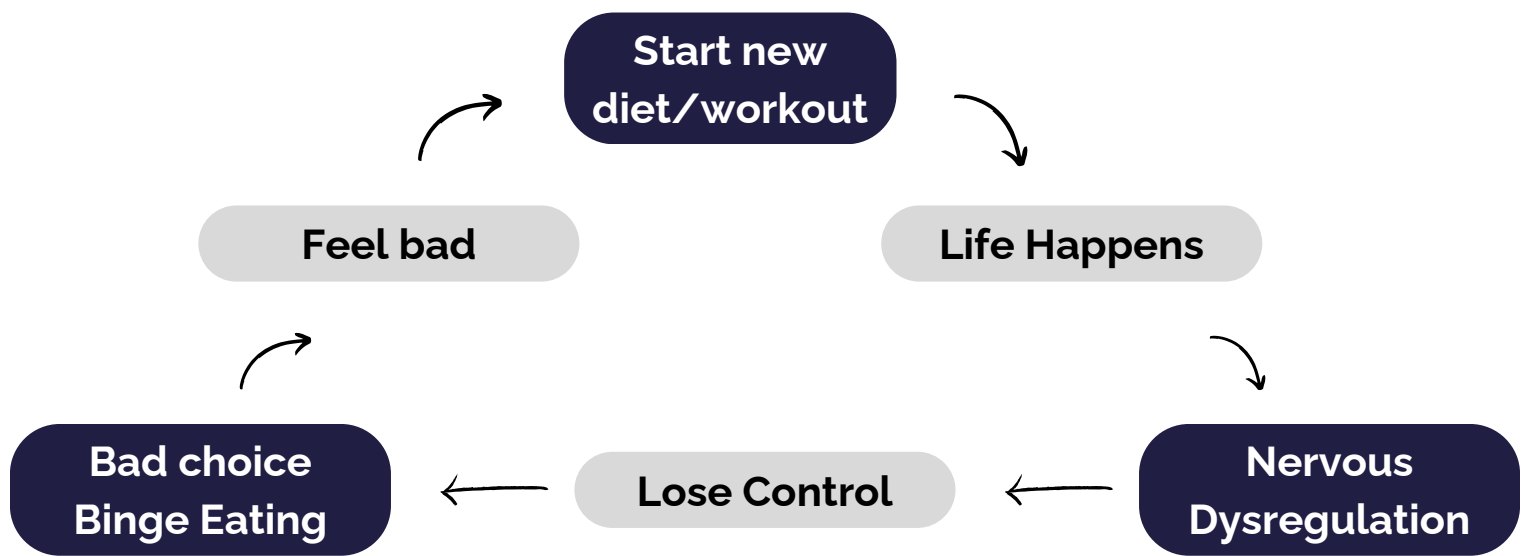 Start new
diet/workout
Feel bad
Life Happens
Bad choice
Binge Eating
Lose Control
Nervous
Dysregulation